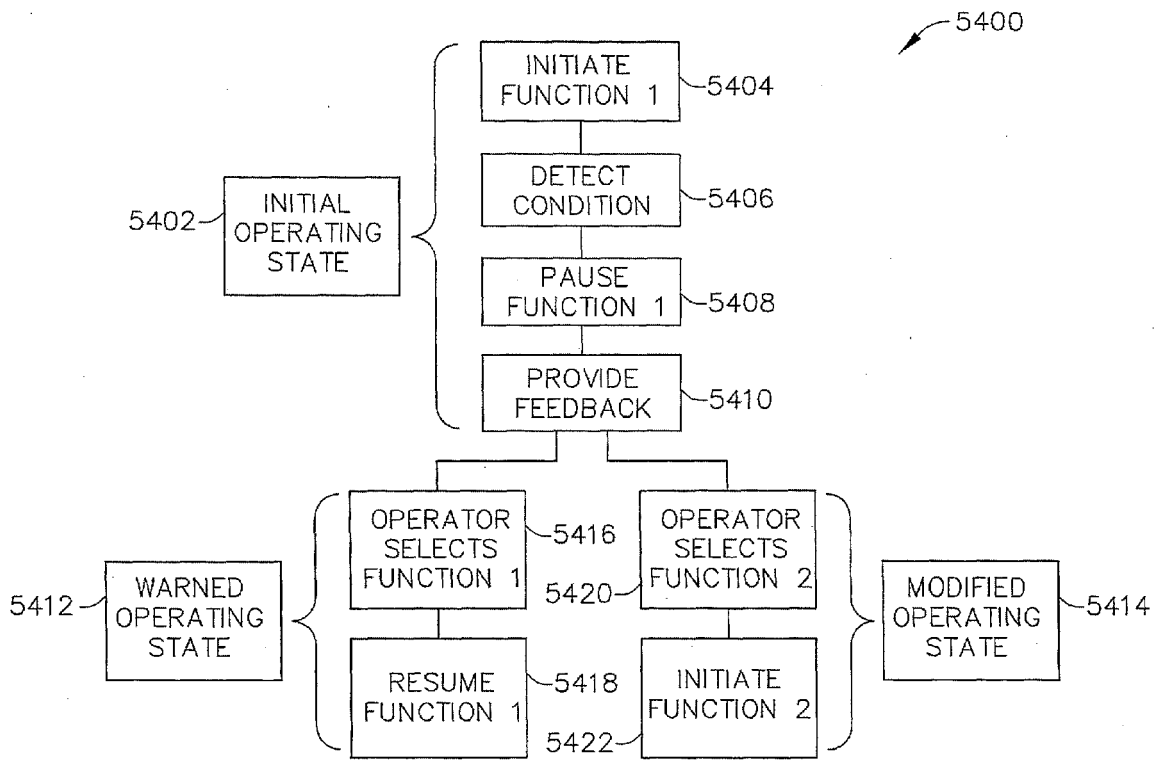 5400
INITIATE
FUNCTION 1
5404
DETECT
CONDITION
5406
5402
INITIAL
OPERATING
STATE
PAUSE
FUNCTION 1
5408
PROVIDE
FEEDBACK
5410
OPERATOR
SELECTS
FUNCTION 1
5416
OPERATOR
SELECTS
FUNCTION 2
5420
5412
WARNED
OPERATING
STATE
MODIFIED
OPERATING
STATE
5414
RESUME
FUNCTION 1
5418
INITIATE
FUNCTION 2
5422